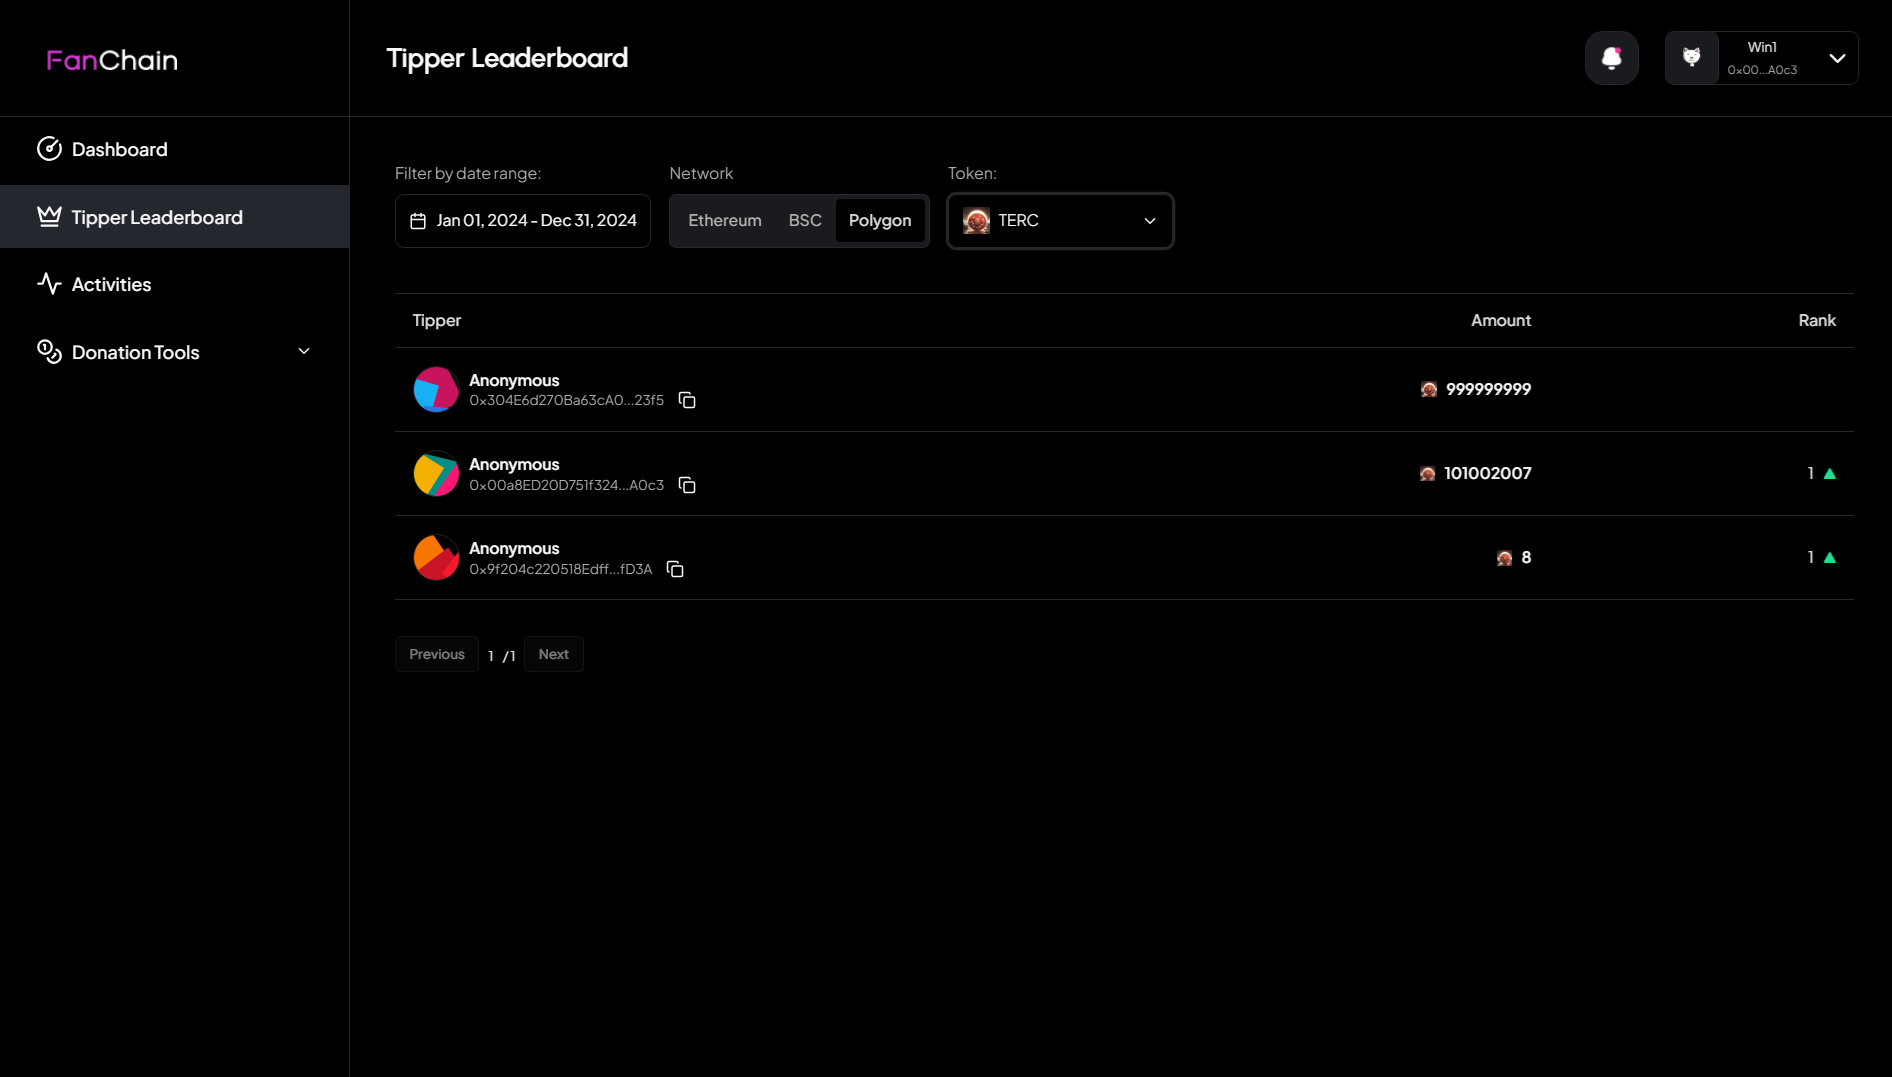 FanChain
Tipper Leaderboard
Win1
0x00...A0c3
Dashboard
Tipper Leaderboard
Activities
Donation Tools
Filter by date range:
Network
Token:
Jan 01, 2024 - Dec 31, 2024
Ethereum BSC Polygon
TERC
Tipper Amount Rank
Anonymous
0x304E6d270Ba63cA0...23f5
999999999
Anonymous
0x00a8ED20D751f324...A0c3
101002007
1
Anonymous
0x9f204c220518Edff...fD3A
8
1
Previous 1 /1 Next